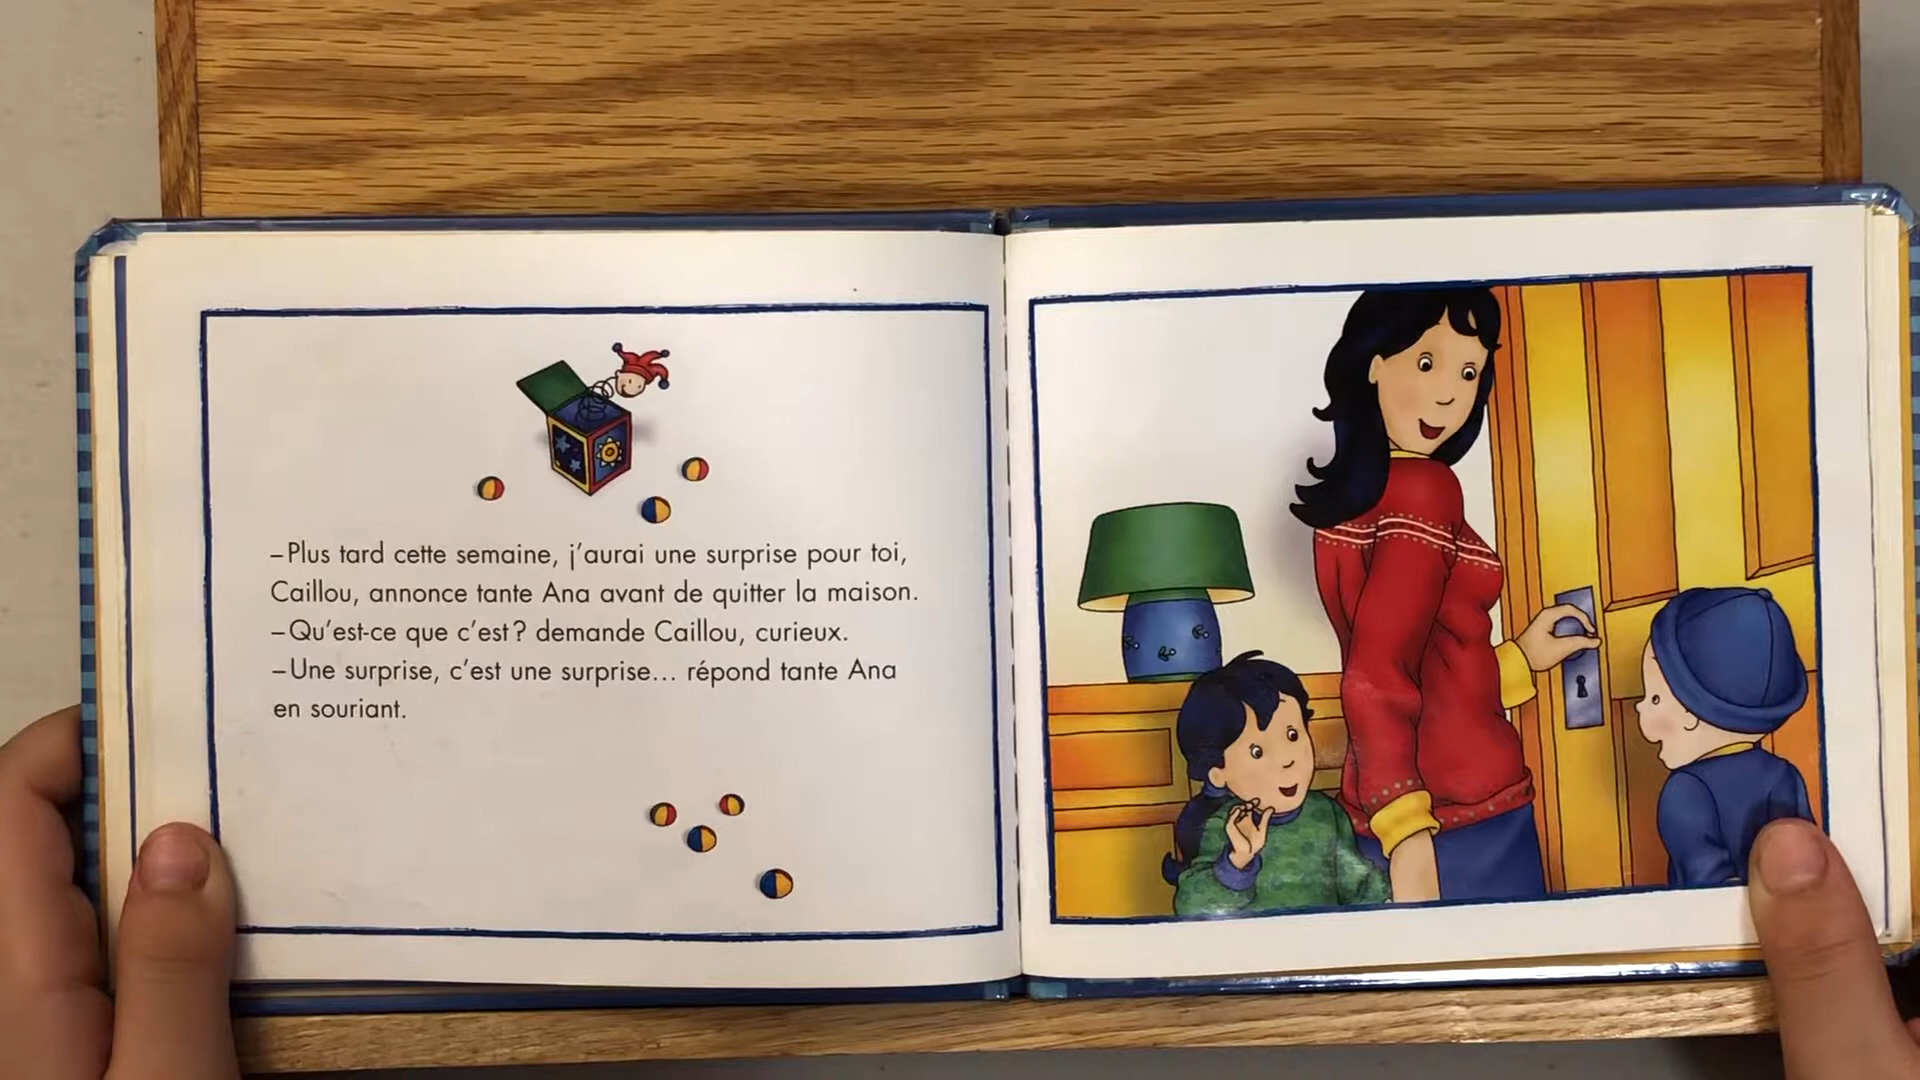 –Plus tard cette semaine, j'aurai une surprise pour toi,
Caillou, annonce tante Ana avant de quitter la maison.
–Qu'est-ce que c'est? demande Caillou, curieux.
–Une surprise, c'est une surprise... répond tante Ana
en souriant.